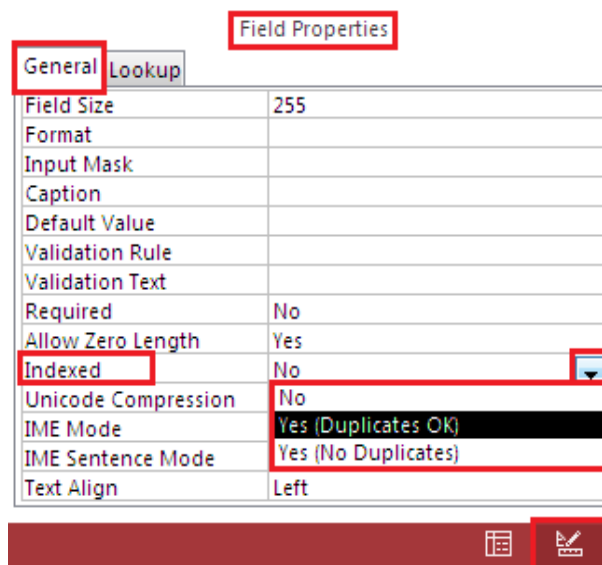 Field Properties
General Lookup
Field Size 255
Format
Input Mask
Caption
Default Value
Validation Rule
Validation Text
Required No
Allow Zero Length Yes
Indexed No
Unicode Compression No
IME Mode Yes (Duplicates OK)
IME Sentence Mode Yes (No Duplicates)
Text Align Left